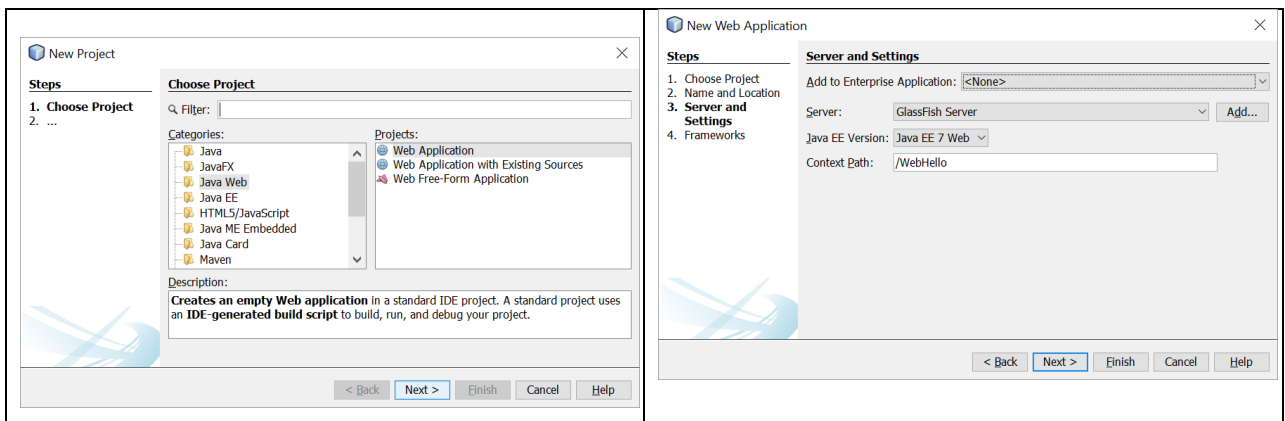 New Project
Steps
1. Choose Project
2. ...
Choose Project
Filter:
Categories:
Java
JavaFX
Java Web
Java EE
HTML5/JavaScript
Java ME Embedded
Java Card
Maven
Projects:
Web Application
Web Application with Existing Sources
Web Free-Form Application
Description:
Creates an empty Web application in a standard IDE project. A standard project uses
an IDE-generated build script to build, run, and debug your project.
< Back Next > Finish Cancel Help
New Web Application
Steps
1. Choose Project
2. Name and Location
3. Server and
Settings
4. Frameworks
Server and Settings
Add to Enterprise Application: <None>
Server: GlassFish Server Add...
Java EE Version: Java EE 7 Web
Context Path: /WebHello
< Back Next > Finish Cancel Help